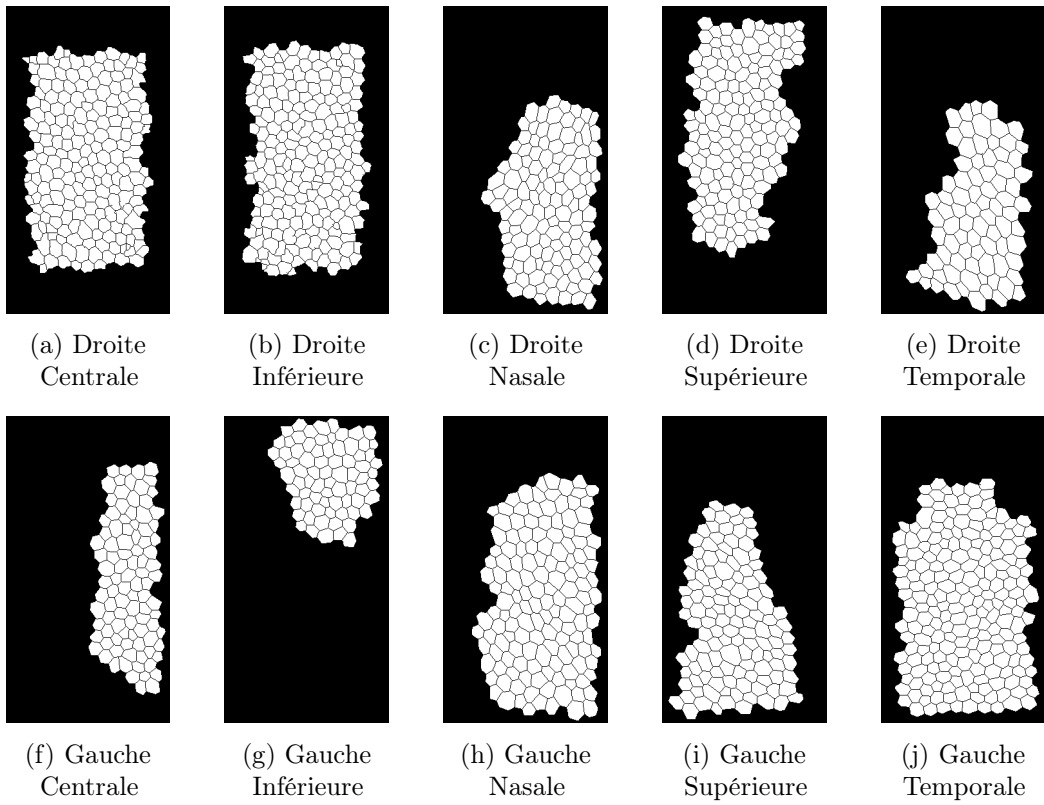 (a) Droite
Centrale
(b) Droite
Inférieure
(c) Droite
Nasale
(d) Droite
Supérieure
(e) Droite
Temporale
(f) Gauche
Centrale
(g) Gauche
Inférieure
(h) Gauche
Nasale
(i) Gauche
Supérieure
(j) Gauche
Temporale